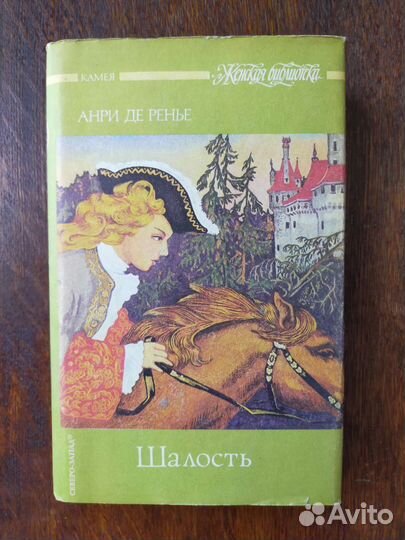 КАМЕЯ
Женская библиотека
АНРИ ДЕ РЕНЬЕ
СЕВЕРО-ЗАПАД®
Шалость
Avito